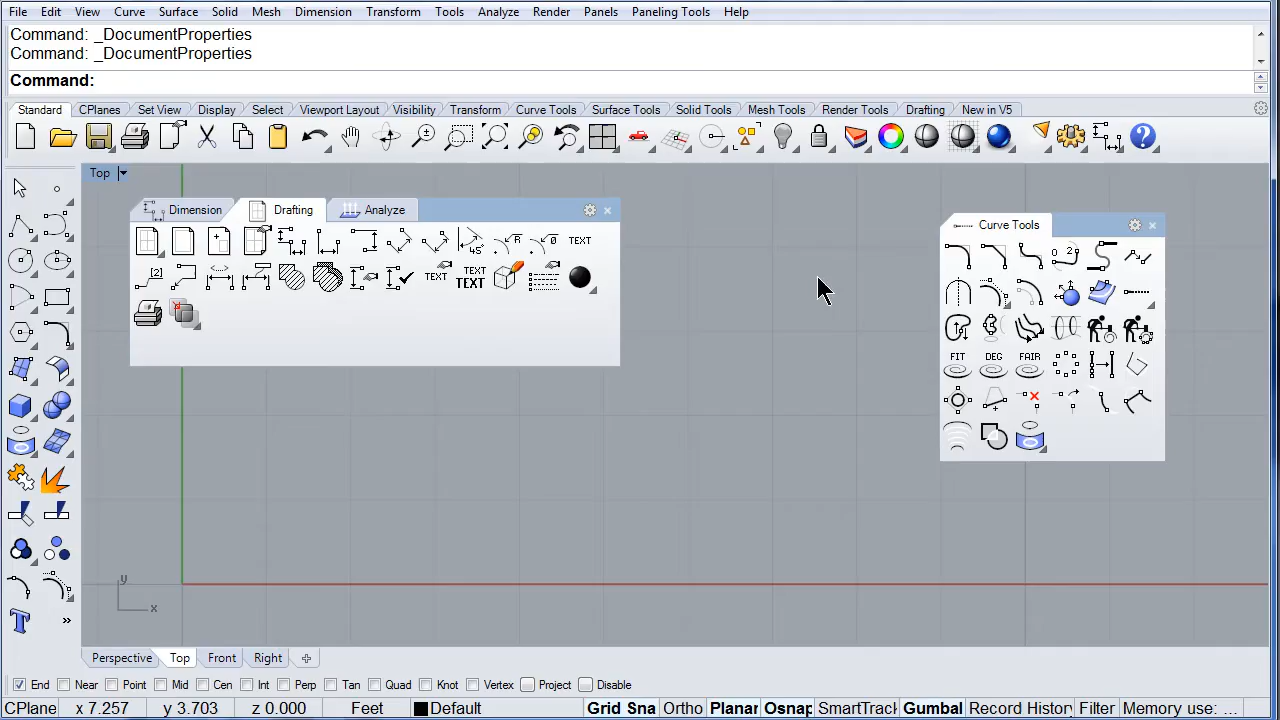 File Edit View Curve Surface Solid Mesh Dimension Transform Tools Analyze Render Panels Paneling Tools Help
Command: _DocumentProperties
Command: _DocumentProperties
Command:
Standard CPlanes Set View Display Select Viewport Layout Visibility Transform Curve Tools Surface Tools Solid Tools Mesh Tools Render Tools Drafting New in V5
Top
Dimension Drafting Analyze
Curve Tools
45° R Ø TEXT
[2] TEXT TEXT TEXT
0 2
FIT DEG FAIR
y
x
Perspective Top Front Right
End Near Point Mid Cen Int Perp Tan Quad Knot Vertex Project Disable
CPlane x 7.257 y 3.703 z 0.000 Feet Default Grid Sna Ortho Planar Osnap SmartTrack Gumbal Record History Filter Memory use: ...